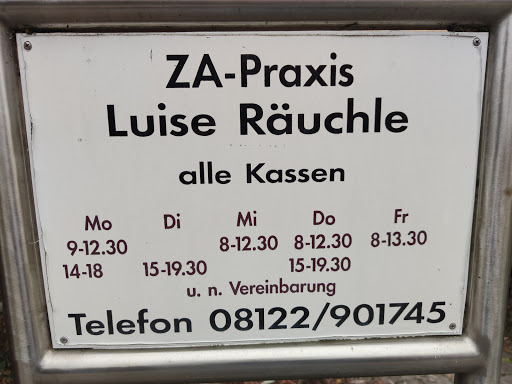 ZA-Praxis
Luise Räuchle
alle Kassen
Mo Di Mi Do Fr
9-12.30 8-12.30 8-12.30 8-13.30
14-18 15-19.30 15-19.30
u. n. Vereinbarung
Telefon 08122/901745